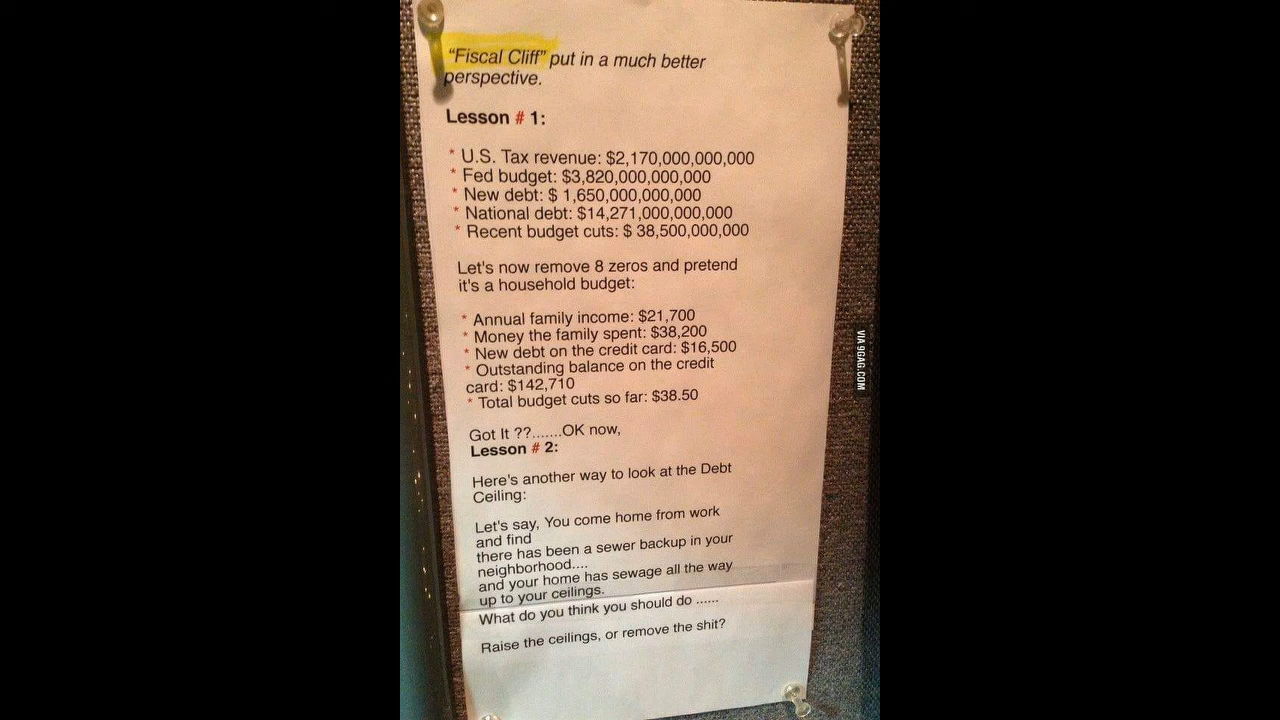 "Fiscal Cliff" put in a much better
perspective.
Lesson # 1:
* U.S. Tax revenue: $2,170,000,000,000
* Fed budget: $3,820,000,000,000
* New debt: $ 1,650,000,000,000
* National debt: $14,271,000,000,000
* Recent budget cuts: $ 38,500,000,000
Let's now remove 8 zeros and pretend
it's a household budget:
* Annual family income: $21,700
* Money the family spent: $38,200
* New debt on the credit card: $16,500
* Outstanding balance on the credit
card: $142,710
* Total budget cuts so far: $38.50
Got It ??.......OK now,
Lesson # 2:
Here's another way to look at the Debt
Ceiling:
Let's say, You come home from work
and find
there has been a sewer backup in your
neighborhood....
and your home has sewage all the way
up to your ceilings.
What do you think you should do ......
Raise the ceilings, or remove the shit?
VIA 9GAG.COM